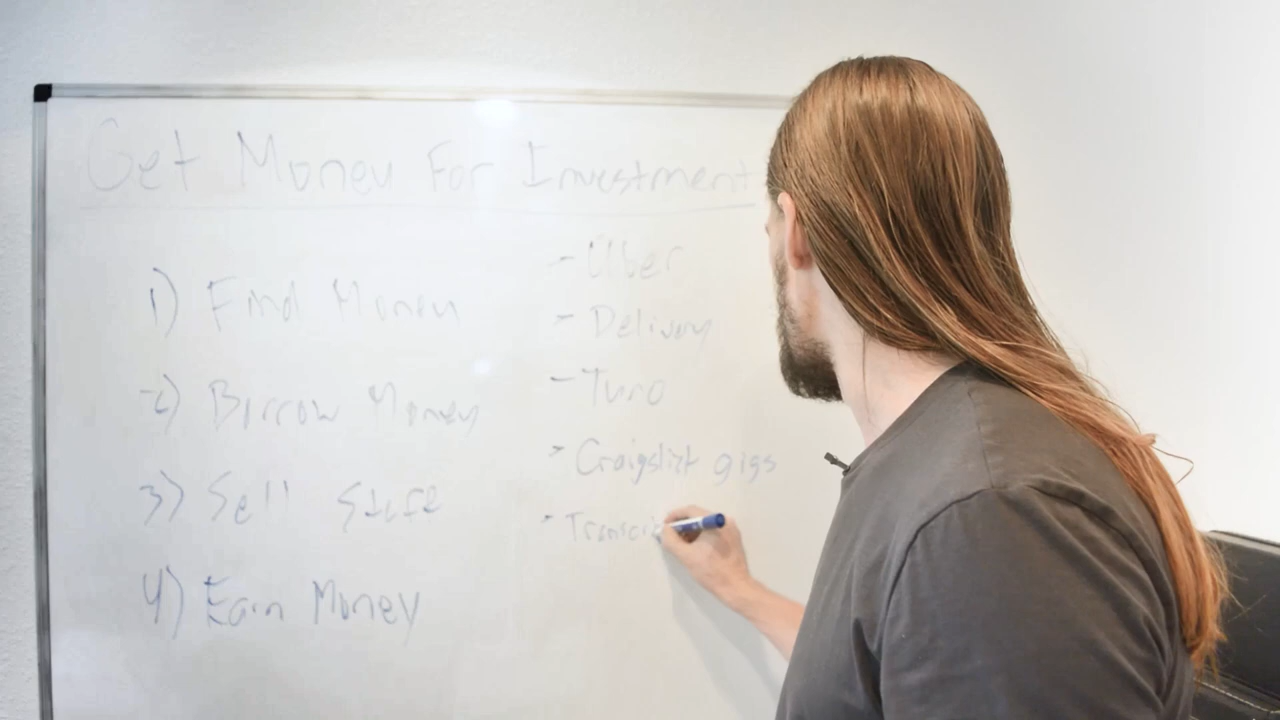 Get Money For Investment
1) Find Money
2) Borrow Money
3) Sell Stuff
4) Earn Money
- Uber
- Delivery
- Turo
- Craigslist gigs
- Transcri